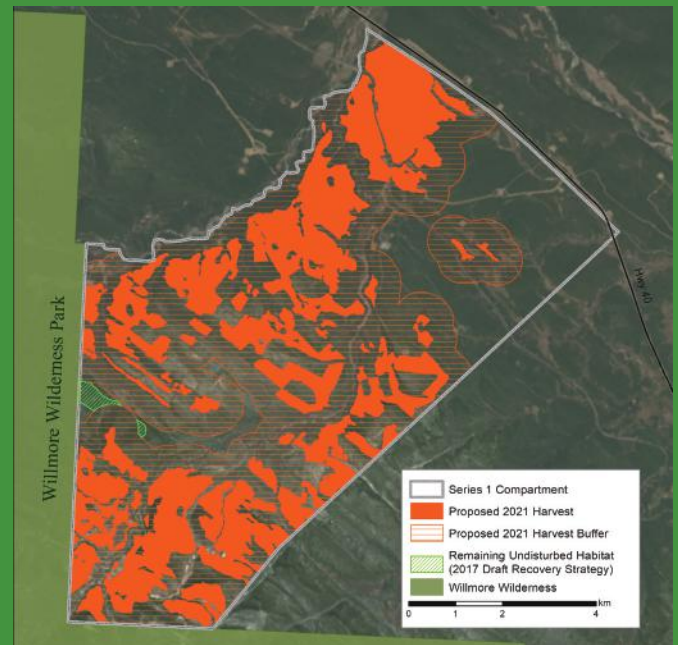 Willmore Wilderness Park
Hwy 40
Series 1 Compartment
Proposed 2021 Harvest
Proposed 2021 Harvest Buffer
Remaining Undisturbed Habitat
(2017 Draft Recovery Strategy)
Willmore Wilderness
km
0 1 2 4